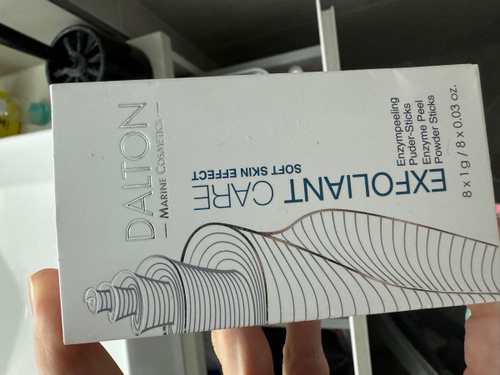 DALTON
— MARINE COSMETICS —
EXFOLIANT CARE
SOFT SKIN EFFECT
Enzympeeling
Puder-Sticks
Enzyme Peel
Powder Sticks
8 x 1 g / 8 x 0.03 oz.